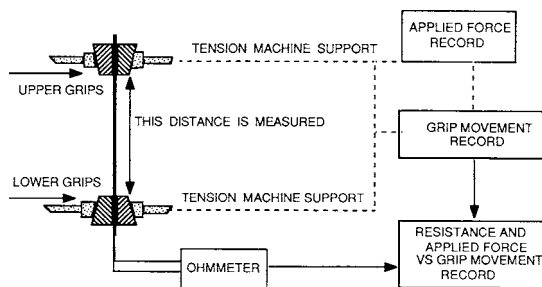 APPLIED FORCE
RECORD
TENSION MACHINE SUPPORT
UPPER GRIPS
THIS DISTANCE IS MEASURED
GRIP MOVEMENT
RECORD
LOWER GRIPS
TENSION MACHINE SUPPORT
RESISTANCE AND
APPLIED FORCE
VS GRIP MOVEMENT
RECORD
OHMMETER